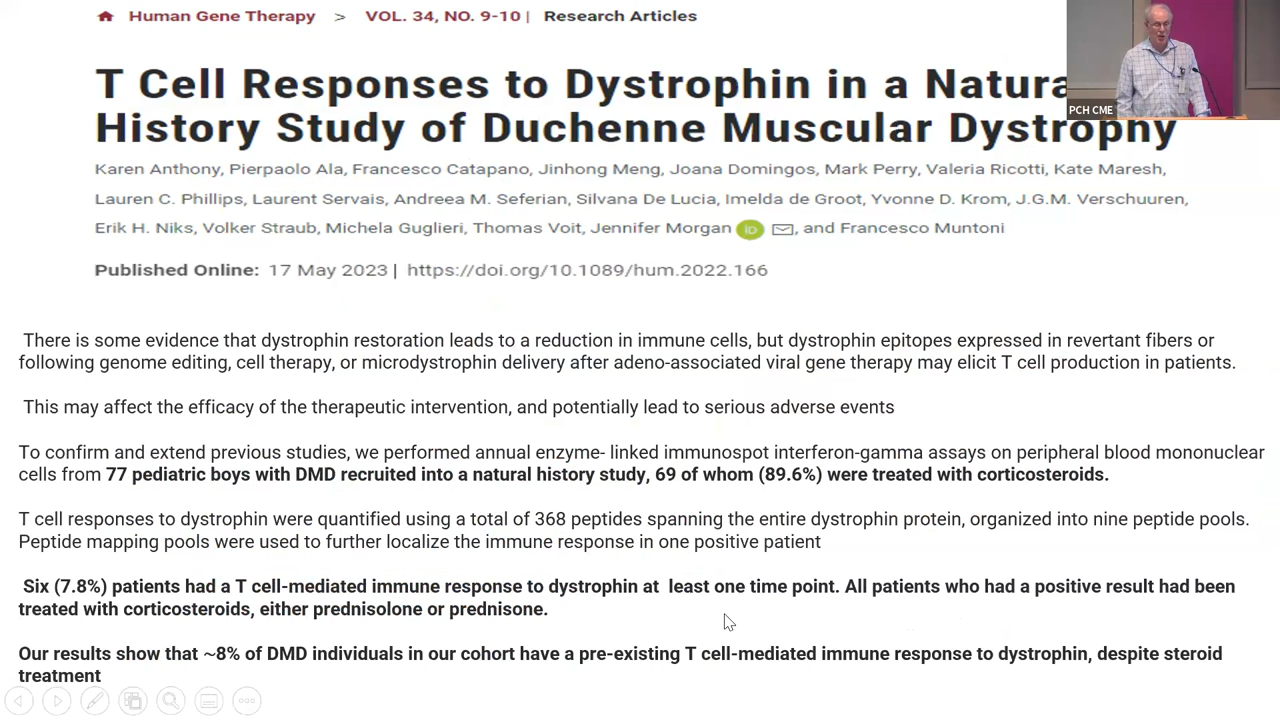 Human Gene Therapy > VOL. 34, NO. 9-10 | Research Articles
T Cell Responses to Dystrophin in a Natura
History Study of Duchenne Muscular Dystrophy
PCH CME
Karen Anthony, Pierpaolo Ala, Francesco Catapano, Jinhong Meng, Joana Domingos, Mark Perry, Valeria Ricotti, Kate Maresh,
Lauren C. Phillips, Laurent Servais, Andreea M. Seferian, Silvana De Lucia, Imelda de Groot, Yvonne D. Krom, J.G.M. Verschuuren,
Erik H. Niks, Volker Straub, Michela Guglieri, Thomas Voit, Jennifer Morgan iD, and Francesco Muntoni
Published Online: 17 May 2023 | https://doi.org/10.1089/hum.2022.166
There is some evidence that dystrophin restoration leads to a reduction in immune cells, but dystrophin epitopes expressed in revertant fibers or
following genome editing, cell therapy, or microdystrophin delivery after adeno-associated viral gene therapy may elicit T cell production in patients.
This may affect the efficacy of the therapeutic intervention, and potentially lead to serious adverse events
To confirm and extend previous studies, we performed annual enzyme- linked immunospot interferon-gamma assays on peripheral blood mononuclear
cells from 77 pediatric boys with DMD recruited into a natural history study, 69 of whom (89.6%) were treated with corticosteroids.
T cell responses to dystrophin were quantified using a total of 368 peptides spanning the entire dystrophin protein, organized into nine peptide pools.
Peptide mapping pools were used to further localize the immune response in one positive patient
Six (7.8%) patients had a T cell-mediated immune response to dystrophin at least one time point. All patients who had a positive result had been
treated with corticosteroids, either prednisolone or prednisone.
Our results show that ~8% of DMD individuals in our cohort have a pre-existing T cell-mediated immune response to dystrophin, despite steroid
treatment